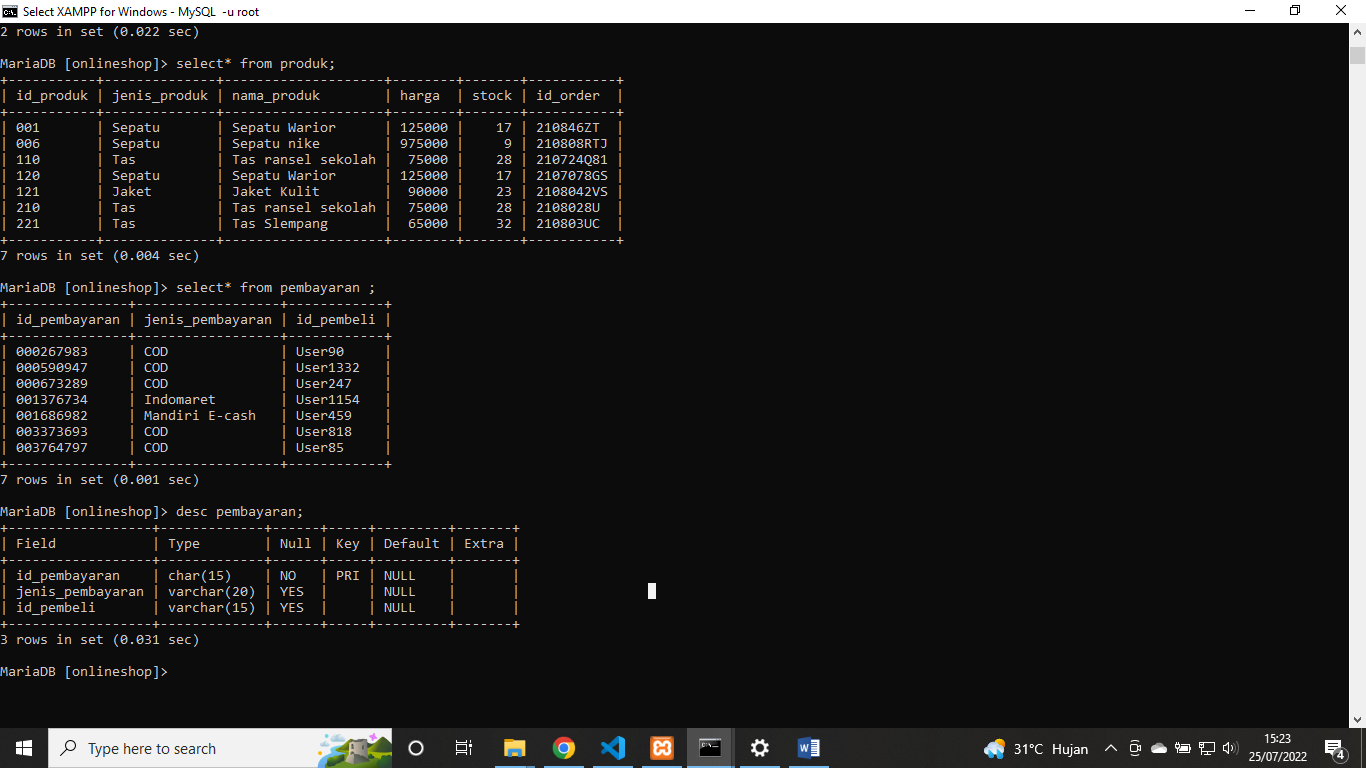 Select XAMPP for Windows - MySQL -u root
2 rows in set (0.022 sec)

MariaDB [onlineshop]> select* from produk;
+-----------+--------------+--------------------+--------+-------+-----------+
| id_produk | jenis_produk | nama_produk        | harga  | stock | id_order  |
+-----------+--------------+--------------------+--------+-------+-----------+
| 001       | Sepatu       | Sepatu Warior      | 125000 |    17 | 210846ZT  |
| 006       | Sepatu       | Sepatu nike        | 975000 |     9 | 210808RTJ |
| 110       | Tas          | Tas ransel sekolah |  75000 |    28 | 210724Q81 |
| 120       | Sepatu       | Sepatu Warior      | 125000 |    17 | 2107078GS |
| 121       | Jaket        | Jaket Kulit        |  90000 |    23 | 2108042VS |
| 210       | Tas          | Tas ransel sekolah |  75000 |    28 | 2108028U  |
| 221       | Tas          | Tas Slempang       |  65000 |    32 | 210803UC  |
+-----------+--------------+--------------------+--------+-------+-----------+
7 rows in set (0.004 sec)

MariaDB [onlineshop]> select* from pembayaran ;
+---------------+------------------+------------+
| id_pembayaran | jenis_pembayaran | id_pembeli |
+---------------+------------------+------------+
| 000267983     | COD              | User90     |
| 000590947     | COD              | User1332   |
| 000673289     | COD              | User247    |
| 001376734     | Indomaret        | User1154   |
| 001686982     | Mandiri E-cash   | User459    |
| 003373693     | COD              | User818    |
| 003764797     | COD              | User85     |
+---------------+------------------+------------+
7 rows in set (0.001 sec)

MariaDB [onlineshop]> desc pembayaran;
+------------------+-------------+------+-----+---------+-------+
| Field            | Type        | Null | Key | Default | Extra |
+------------------+-------------+------+-----+---------+-------+
| id_pembayaran    | char(15)    | NO   | PRI | NULL    |       |
| jenis_pembayaran | varchar(20) | YES  |     | NULL    |       |
| id_pembeli       | varchar(15) | YES  |     | NULL    |       |
+------------------+-------------+------+-----+---------+-------+
3 rows in set (0.031 sec)

MariaDB [onlineshop]>
Type here to search
31°C Hujan
15:23
25/07/2022
4